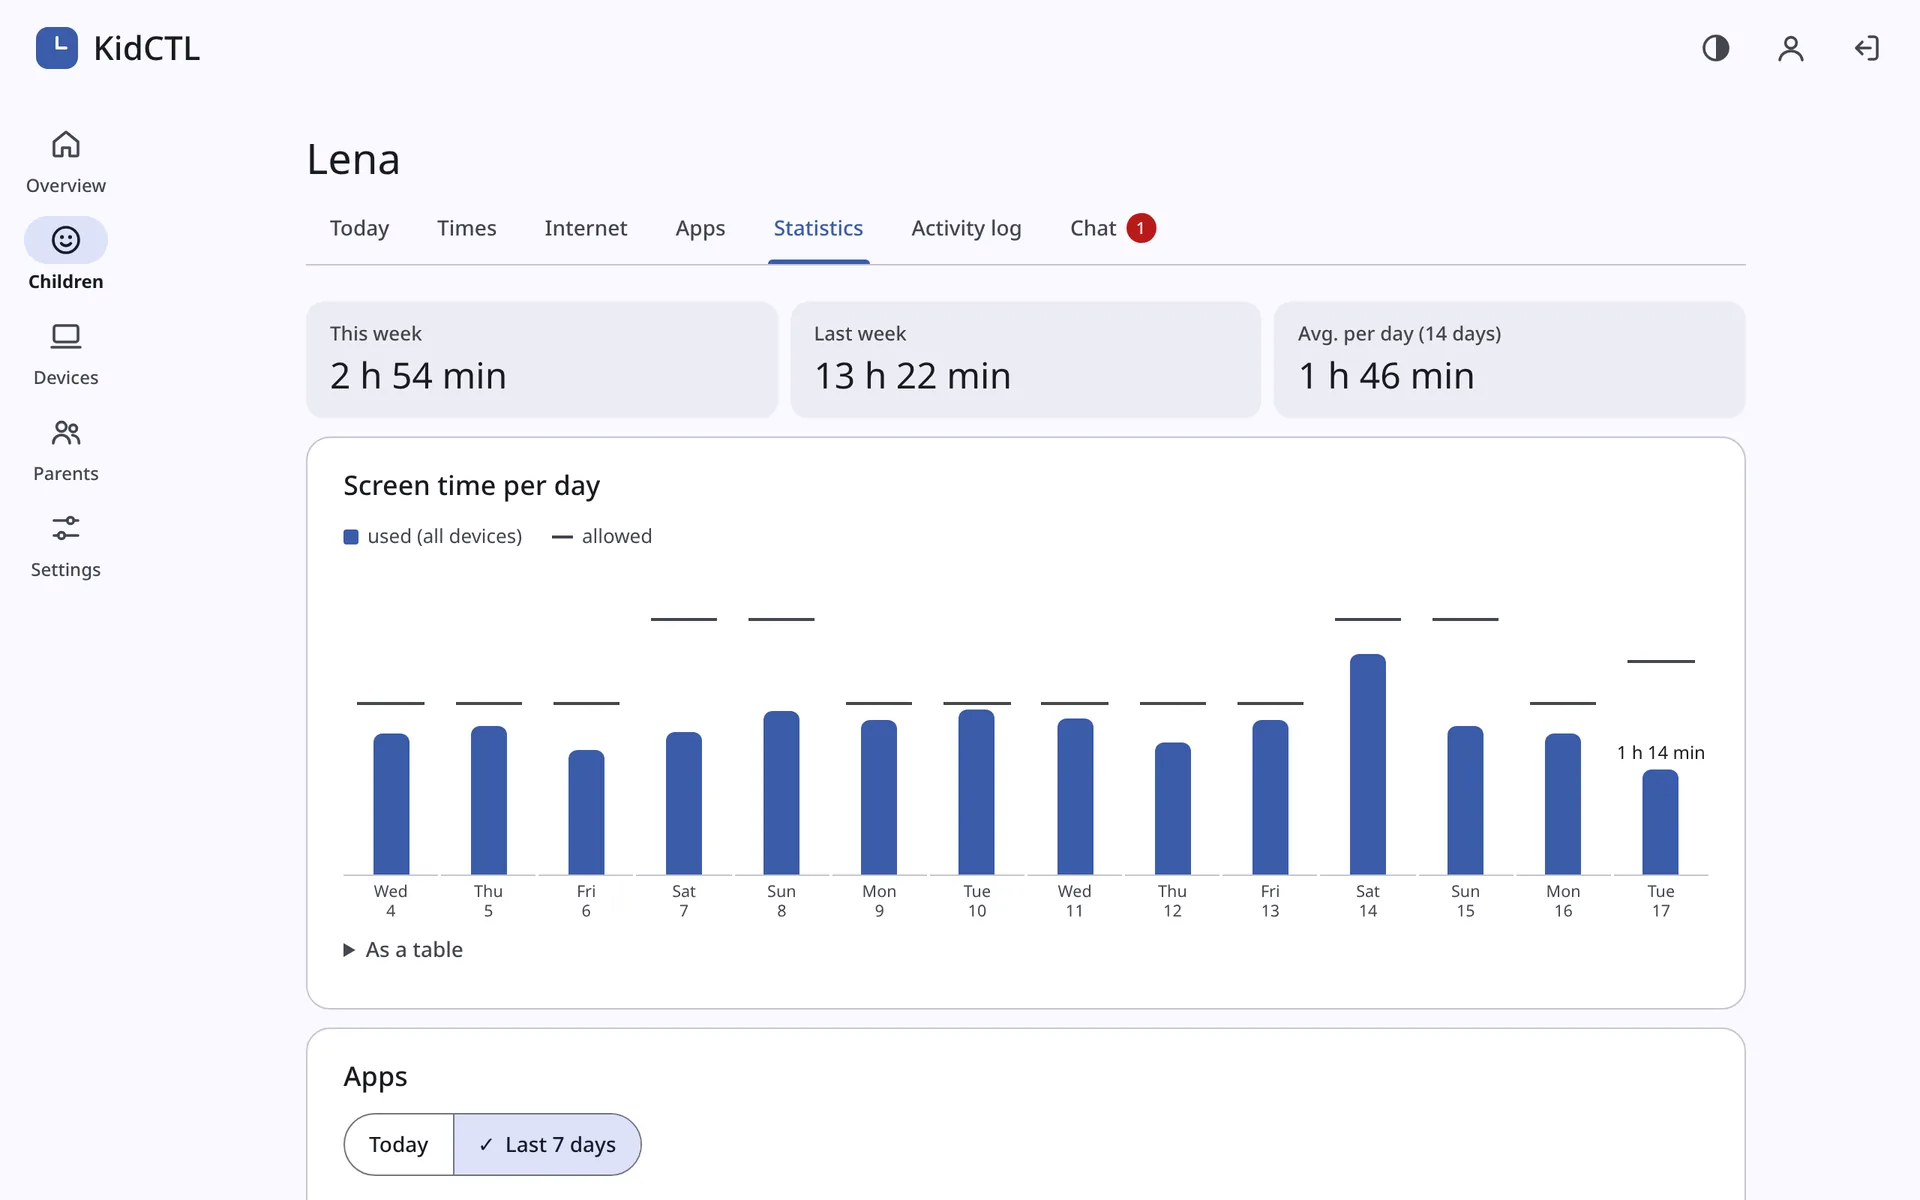 KidCTL
Overview
Children
Devices
Parents
Settings
Lena
Today Times Internet Apps Statistics Activity log Chat 1
This week
2 h 54 min
Last week
13 h 22 min
Avg. per day (14 days)
1 h 46 min
Screen time per day
used (all devices) allowed
1 h 14 min
Wed 4
Thu 5
Fri 6
Sat 7
Sun 8
Mon 9
Tue 10
Wed 11
Thu 12
Fri 13
Sat 14
Sun 15
Mon 16
Tue 17
As a table
Apps
Today ✓ Last 7 days